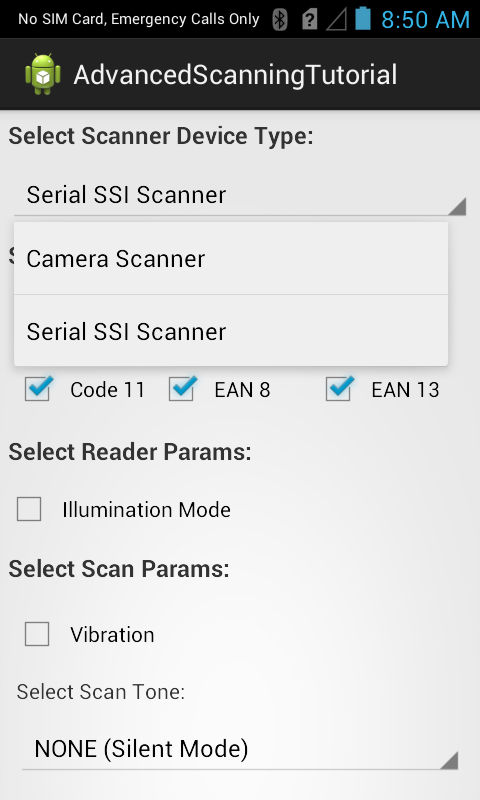 No SIM Card, Emergency Calls Only 8:50 AM
AdvancedScanningTutorial
Select Scanner Device Type:
Serial SSI Scanner
Camera Scanner
Serial SSI Scanner
Code 11 EAN 8 EAN 13
Select Reader Params:
Illumination Mode
Select Scan Params:
Vibration
Select Scan Tone:
NONE (Silent Mode)